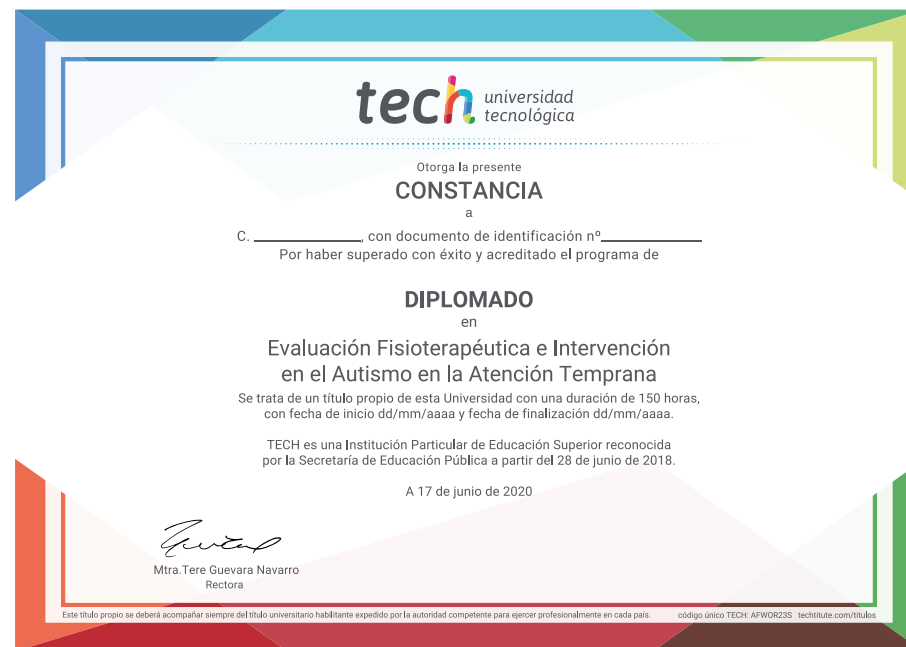 tech universidad
tecnológica
Otorga la presente
CONSTANCIA
a
C. ______________, con documento de identificación nº______________
Por haber superado con éxito y acreditado el programa de
DIPLOMADO
en
Evaluación Fisioterapéutica e Intervención
en el Autismo en la Atención Temprana
Se trata de un título propio de esta Universidad con una duración de 150 horas,
con fecha de inicio dd/mm/aaaa y fecha de finalización dd/mm/aaaa.
TECH es una Institución Particular de Educación Superior reconocida
por la Secretaría de Educación Pública a partir del 28 de junio de 2018.
A 17 de junio de 2020
Mtra.Tere Guevara Navarro
Rectora
Este título propio se deberá acompañar siempre del título universitario habilitante expedido por la autoridad competente para ejercer profesionalmente en cada país. código único TECH: AFWOR23S techtitute.com/titulos